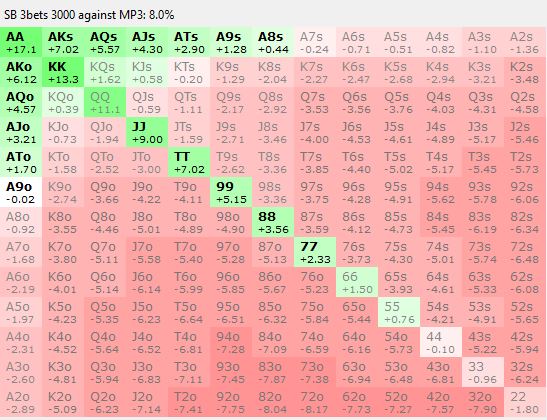 SB 3bets 3000 against MP3: 8.0%
AA AKs AQs AJs ATs A9s A8s A7s A6s A5s A4s A3s A2s
+17.1 +7.02 +5.57 +4.30 +2.90 +1.28 +0.44 -0.24 -0.71 -0.51 -0.82 -1.10 -1.36
AKo KK KQs KJs KTs K9s K8s K7s K6s K5s K4s K3s K2s
+6.12 +13.3 +1.62 +0.58 -0.20 -1.29 -2.04 -2.27 -2.47 -2.68 -2.94 -3.21 -3.48
AQo KQo QQ QJs QTs Q9s Q8s Q7s Q6s Q5s Q4s Q3s Q2s
+4.57 +0.39 +11.1 -0.59 -1.11 -2.17 -2.92 -3.53 -3.56 -3.76 -4.03 -4.31 -4.58
AJo KJo QJo JJ JTs J9s J8s J7s J6s J5s J4s J3s J2s
+3.21 -0.73 -1.94 +9.00 -1.59 -2.71 -3.46 -4.00 -4.53 -4.61 -4.89 -5.17 -5.46
ATo KTo QTo JTo TT T9s T8s T7s T6s T5s T4s T3s T2s
+1.70 -1.58 -2.52 -3.00 +7.02 -2.62 -3.36 -3.85 -4.40 -5.02 -5.17 -5.45 -5.73
A9o K9o Q9o J9o T9o 99 98s 97s 96s 95s 94s 93s 92s
-0.02 -2.74 -3.66 -4.22 -4.11 +5.15 -3.36 -3.75 -4.28 -4.91 -5.62 -5.78 -6.06
A8o K8o Q8o J8o T8o 98o 88 87s 86s 85s 84s 83s 82s
-0.92 -3.55 -4.46 -5.01 -4.89 -4.90 +3.56 -3.59 -4.12 -4.73 -5.45 -6.19 -6.34
A7o K7o Q7o J7o T7o 97o 87o 77 76s 75s 74s 73s 72s
-1.68 -3.80 -5.11 -5.58 -5.40 -5.28 -5.13 +2.33 -3.73 -4.30 -5.01 -5.74 -6.48
A6o K6o Q6o J6o T6o 96o 86o 76o 66 65s 64s 63s 62s
-2.19 -4.01 -5.14 -6.14 -5.99 -5.85 -5.67 -5.23 +1.50 -3.93 -4.61 -5.33 -6.08
A5o K5o Q5o J5o T5o 95o 85o 75o 65o 55 54s 53s 52s
-1.97 -4.23 -5.35 -6.23 -6.64 -6.51 -6.32 -5.84 -5.44 +0.76 -4.21 -4.91 -5.65
A4o K4o Q4o J4o T4o 94o 84o 74o 64o 54o 44 43s 42s
-2.31 -4.52 -5.64 -6.52 -6.81 -7.28 -7.09 -6.59 -6.16 -5.73 -0.10 -5.22 -5.94
A3o K3o Q3o J3o T3o 93o 83o 73o 63o 53o 43o 33 32s
-2.60 -4.81 -5.94 -6.83 -7.11 -7.45 -7.87 -7.38 -6.94 -6.48 -6.81 -0.96 -6.24
A2o K2o Q2o J2o T2o 92o 82o 72o 62o 52o 42o 32o 22
-2.89 -5.09 -6.23 -7.14 -7.41 -7.75 -8.04 -8.17 -7.73 -7.27 -7.57 -7.90 -1.80